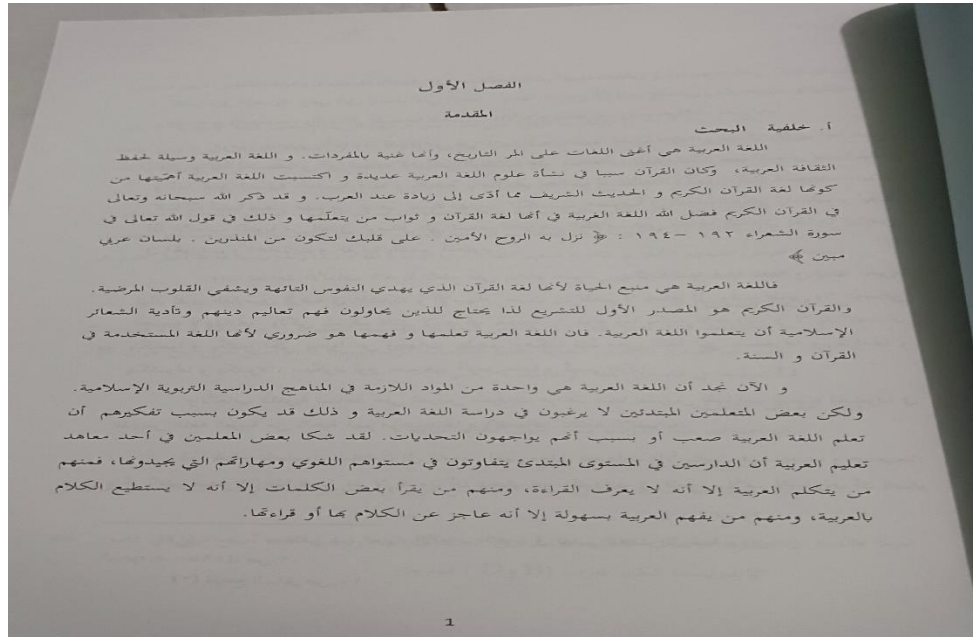 الفصل الأول
المقدمة
أ. خلفية البحث
اللغة العربية هي أغنى اللغات على المر التاريخ، وأنها غنية بالمفردات. و اللغة العربية وسيلة لحفظ
الثقافة العربية، وكان القرآن سببا في نشأة علوم اللغة العربية عديدة و اكتسبت اللغة العربية أهمّيتها من
كونها لغة القرآن الكريم و الحديث الشريف مما أدّى إلى زيادة عند العرب. و قد ذكر الله سبحانه وتعالى
في القرآن الكريم فضل الله اللغة الغربية في أنها لغة القرآن و ثواب من يتعلّمها و ذلك في قول الله تعالى في
سورة الشعراء ١٩٢ – ١٩٤ : ﴿ نزل به الروح الأمين . على قلبك لتكون من المنذرين . بلسان عربي
مبين ﴾
فاللغة العربية هي منبع الحياة لأنها لغة القرآن الذي يهدي النفوس التائهة ويشفي القلوب المرضية.
والقرآن الكريم هو المصدر الأول للتشريع لذا يحتاج للذين يحاولون فهم تعاليم دينهم وتأدية الشعائر
الإسلامية أن يتعلموا اللغة العربية. فان اللغة العربية تعلمها و فهمها هو ضروري لأنها اللغة المستخدمة في
القرآن و السنة.
و الآن نجد أن اللغة العربية هي واحدة من المواد اللازمة في المناهج الدراسية التربوية الإسلامية.
ولكن بعض المتعلمين المبتدئين لا يرغبون في دراسة اللغة العربية و ذلك قد يكون بسبب تفكيرهم أن
تعلم اللغة العربية صعب أو بسبب أنهم يواجهون التحديات. لقد شكا بعض المعلمين في أحد معاهد
تعليم العربية أن الدارسين في المستوى المبتدئ يتفاوتون في مستواهم اللغوي ومهاراتهم التي يجيدونها، فمنهم
من يتكلم العربية إلا أنه لا يعرف القراءة، ومنهم من يقرأ بعض الكلمات إلا أنه لا يستطيع الكلام
بالعربية، ومنهم من يفهم العربية بسهولة إلا أنه عاجز عن الكلام بها أو قراءتها.
1